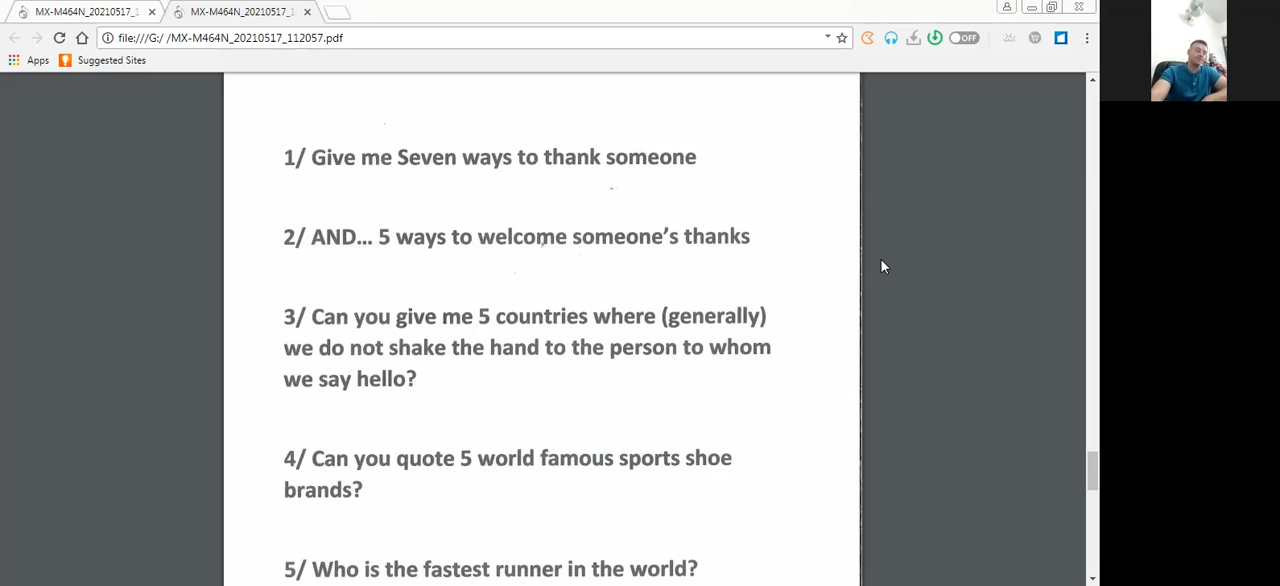 MX-M464N_20210517_1
MX-M464N_20210517_1
file:///G:/ /MX-M464N_20210517_112057.pdf
OFF
Apps
Suggested Sites
1/ Give me Seven ways to thank someone
2/ AND... 5 ways to welcome someone's thanks
3/ Can you give me 5 countries where (generally)
we do not shake the hand to the person to whom
we say hello?
4/ Can you quote 5 world famous sports shoe
brands?
5/ Who is the fastest runner in the world?